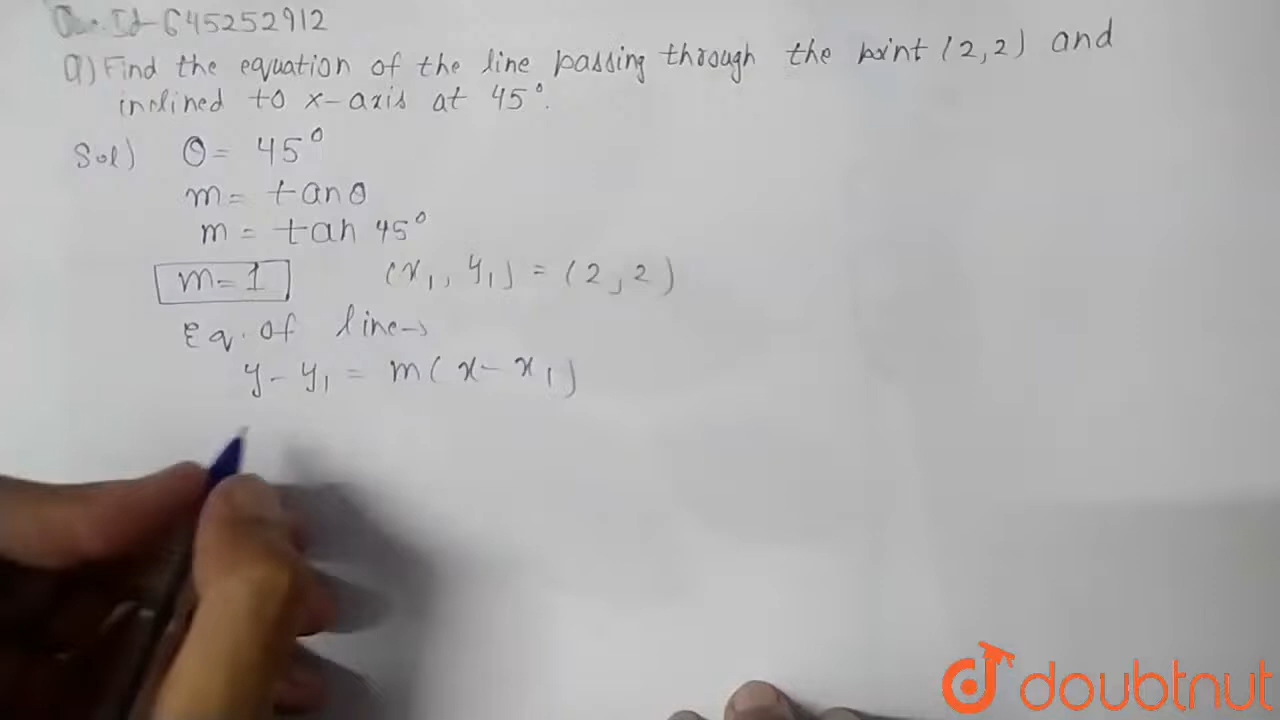 Que. Id-645252912
Q) Find the equation of the line passing through the point (2,2) and
inclined to x-axis at 45°.
Sol) θ= 45°
m= tanθ
m= tan 45°
m=1 (x₁, y₁) = (2,2)
Eq. of line→
y-y₁ = m(x-x₁)
doubtnut